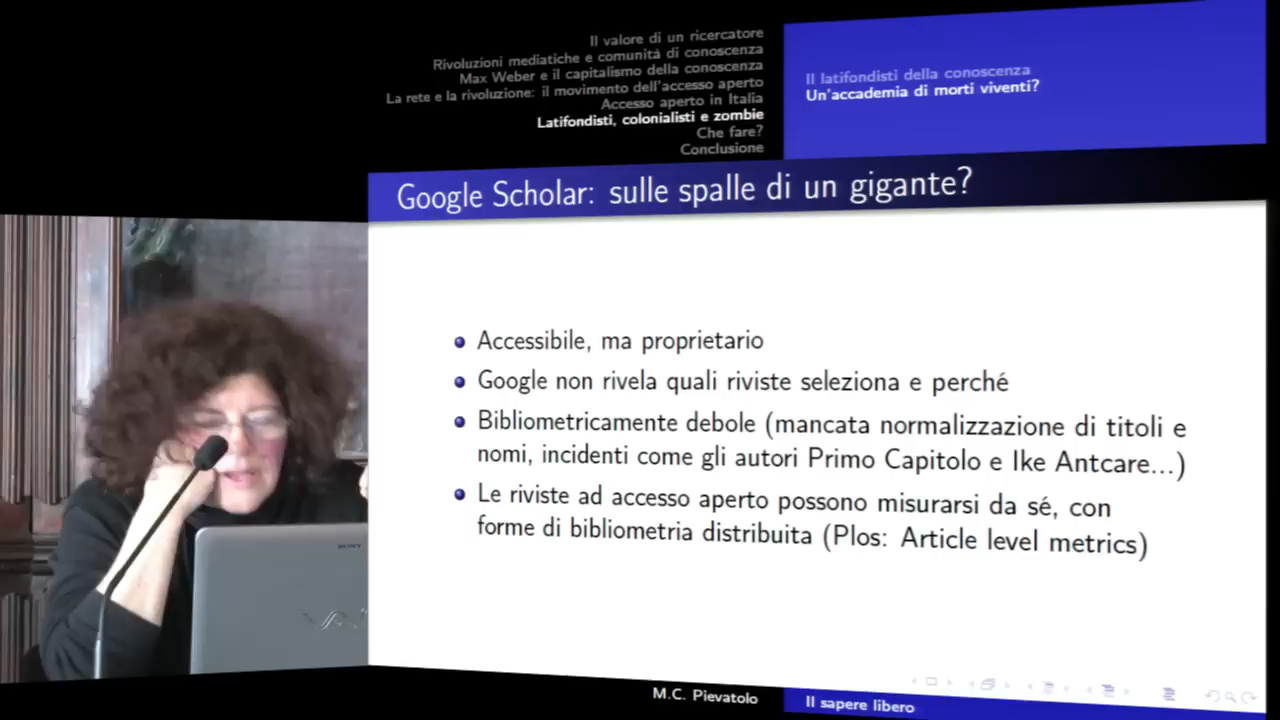 Il valore di un ricercatore
Rivoluzioni mediatiche e comunità di conoscenza
Max Weber e il capitalismo della conoscenza
La rete e la rivoluzione: il movimento dell'accesso aperto
Accesso aperto in Italia
Latifondisti, colonialisti e zombie
Che fare?
Conclusione
Il latifondisti della conoscenza
Un'accademia di morti viventi?
Google Scholar: sulle spalle di un gigante?
Accessibile, ma proprietario
Google non rivela quali riviste seleziona e perché
Bibliometricamente debole (mancata normalizzazione di titoli e
nomi, incidenti come gli autori Primo Capitolo e Ike Antcare...)
Le riviste ad accesso aperto possono misurarsi da sé, con
forme di bibliometria distribuita (Plos: Article level metrics)
SONY
VAIO
M.C. Pievatolo
Il sapere libero